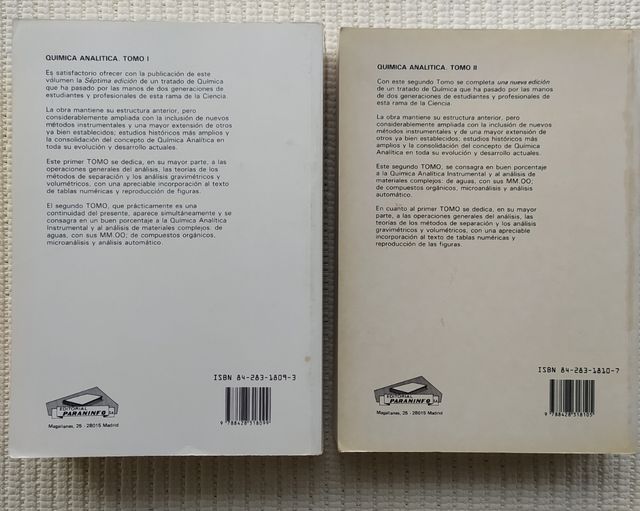 QUIMICA ANALITICA. TOMO I
Es satisfactorio ofrecer con la publicación de este
volúmen la Séptima edición de un tratado de Química
que ha pasado por las manos de dos generaciones de
estudiantes y profesionales de esta rama de la Ciencia.
La obra mantiene su estructura anterior, pero
considerablemente ampliada con la inclusión de nuevos
métodos instrumentales y una mayor extensión de otros
ya bien establecidos; estudios históricos más amplios y
la consolidación del concepto de Química Analítica en
toda su evolución y desarrollo actuales.
Este primer TOMO se dedica, en su mayor parte, a las
operaciones generales del análisis, las teorías de los
métodos de separación y los análisis gravimétricos y
volumétricos, con una apreciable incorporación al texto
de tablas numéricas y reproducción de figuras.
El segundo TOMO, que prácticamente es una
continuidad del presente, aparece simultáneamente y se
consagra en un buen porcentaje a la Química Analítica
Instrumental y al análisis de materiales complejos: de
aguas, con sus MM.OO; de compuestos orgánicos,
microanálisis y análisis automático.
ISBN 84-283-1809-3
EDITORIAL
PARANINFO SA
Magallanes, 25 - 28015 Madrid
9 788428 318099
QUIMICA ANALITICA. TOMO II
Con este segundo Tomo se completa una nueva edición
de un tratado de Química que ha pasado por las manos
de dos generaciones de estudiantes y profesionales de
esta rama de la Ciencia.
La obra mantiene su estructura anterior, pero
considerablemente ampliada con la inclusión de nuevos
métodos instrumentales y de una mayor extensión de
otros ya bien establecidos; estudios históricos más
amplios y la consolidación del concepto de Química
Analítica en toda su evolución y desarrollo actuales.
Este segundo TOMO, se consagra en buen porcentaje
a la Química Analítica Instrumental y al análisis de
materiales complejos: de aguas, con sus MM.OO;
de compuestos orgánicos, microanálisis y análisis
automático.
En cuanto al primer TOMO se dedica, en su mayor
parte, a las operaciones generales del análisis, las
teorías de los métodos de separación y los análisis
gravimétricos y volumétricos, con una apreciable
incorporación al texto de tablas numéricas y
reproducción de las figuras.
ISBN 84-283-1810-7
EDITORIAL
PARANINFO SA
Magallanes, 25 - 28015 Madrid
9 788428 318105